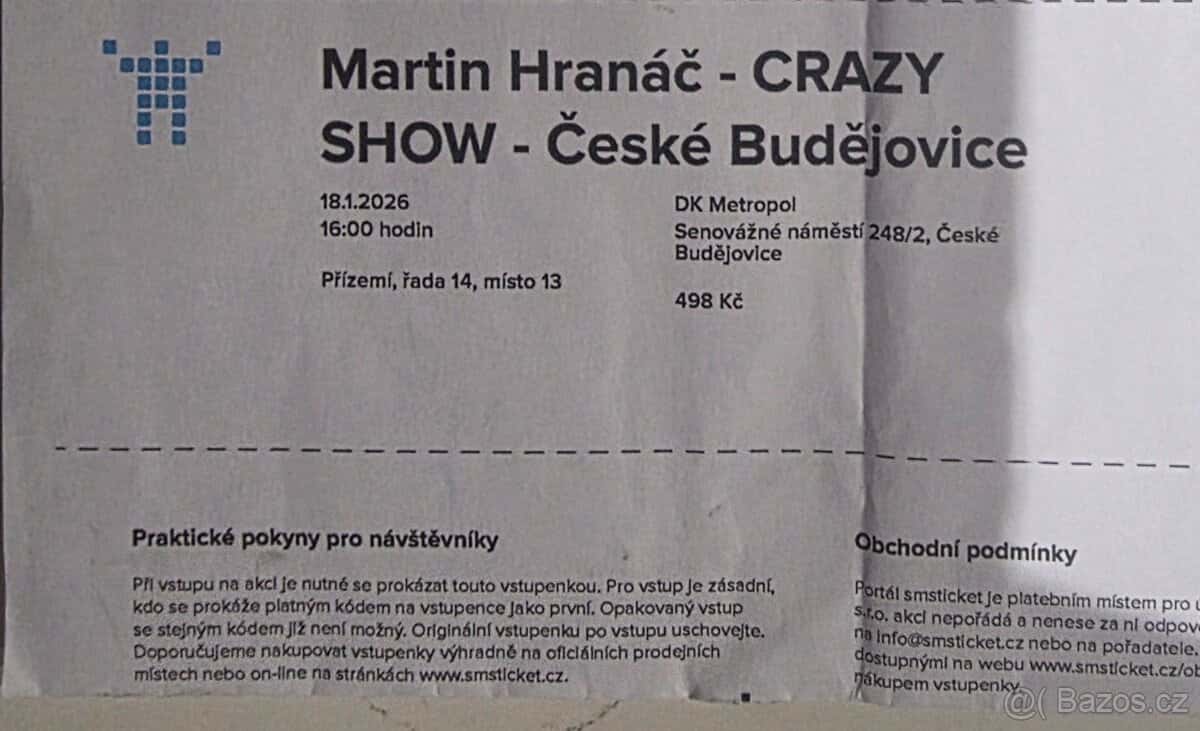 Martin Hranáč - CRAZY
SHOW - České Budějovice
18.1.2026
16:00 hodin
Přízemí, řada 14, místo 13
DK Metropol
Senovážné náměstí 248/2, České
Budějovice
498 Kč
Praktické pokyny pro návštěvníky
Při vstupu na akci je nutné se prokázat touto vstupenkou. Pro vstup je zásadní,
kdo se prokáže platným kódem na vstupence jako první. Opakovaný vstup
se stejným kódem již není možný. Originální vstupenku po vstupu uschovejte.
Doporučujeme nakupovat vstupenky výhradně na oficiálních prodejních
místech nebo on-line na stránkách www.smsticket.cz.
Obchodní podmínky
Portál smsticket je platebním místem pro
s.r.o. akci nepořádá a nenese za ni odpov
na info@smsticket.cz nebo na pořadatele.
dostupnými na webu www.smsticket.cz/ob
nákupem vstupenky.
@( Bazos.cz